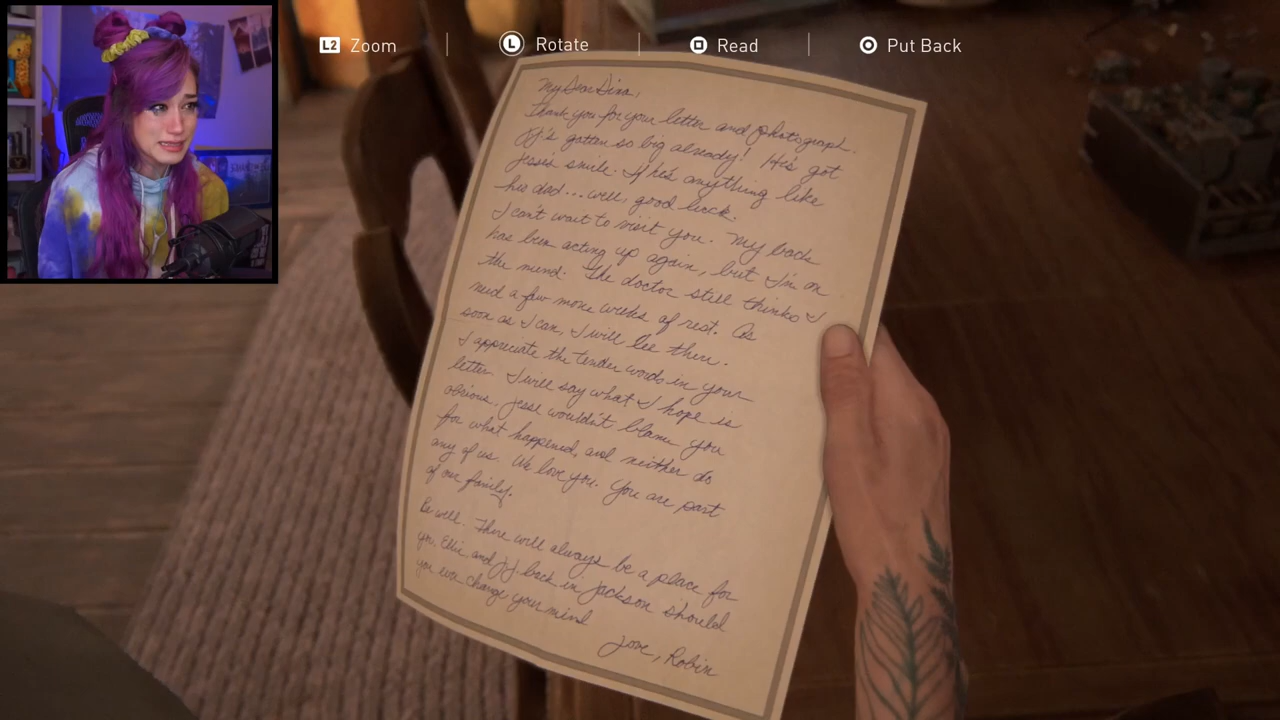 L2 Zoom
L Rotate
Read
Put Back
My Dear Dina,
Thank you for your letter and photograph.
JJ's gotten so big already! He's got
Jesse's smile. If he's anything like
his dad... well, good luck.
I can't wait to visit you. My back
has been acting up again, but I'm on
the mend. The doctor still thinks I
need a few more weeks of rest. As
soon as I can, I will be there.
I appreciate the tender words in your
letter. I will say what I hope is
obvious. Jesse wouldn't blame you
for what happened, and neither do
any of us. We love you. You are part
of our family.
Be well. There will always be a place for
you, Ellie, and JJ back in Jackson should
you ever change your mind
Love, Robin